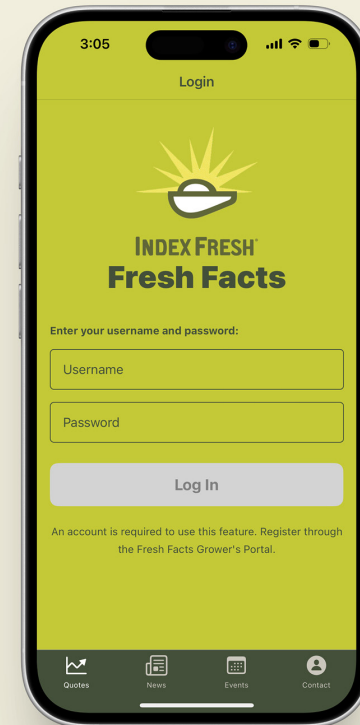 3:05
Login
INDEX FRESH
Fresh Facts
Enter your username and password:
Username
Password
Log In
An account is required to use this feature. Register through
the Fresh Facts Grower's Portal.
Quotes
News
Events
Contact